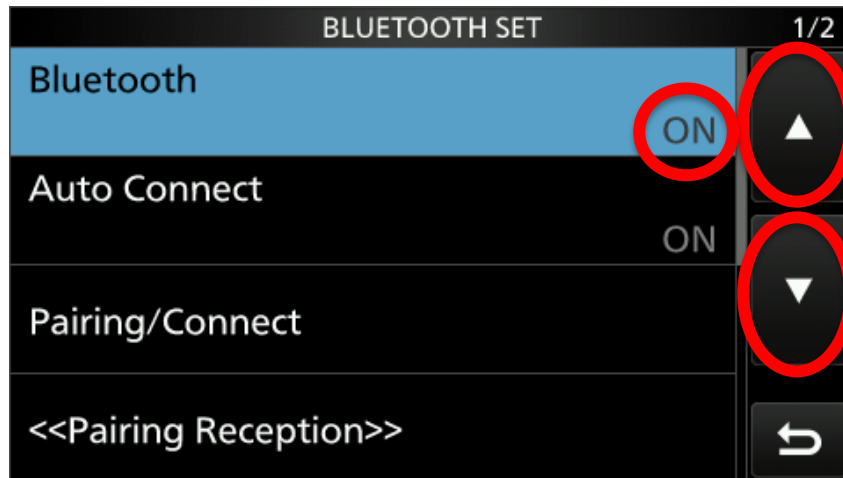 BLUETOOTH SET 1/2
Bluetooth
ON
Auto Connect
ON
Pairing/Connect
<<Pairing Reception>>